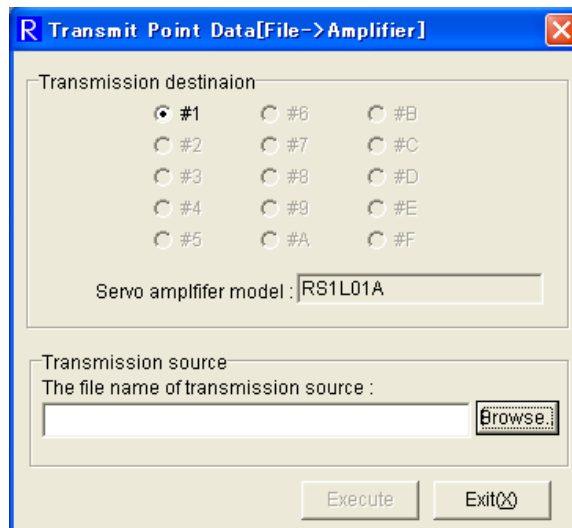 R Transmit Point Data[File->Amplifier]
Transmission destinaion
#1 #6 #B
#2 #7 #C
#3 #8 #D
#4 #9 #E
#5 #A #F
Servo amplfifer model : RS1L01A
Transmission source
The file name of transmission source :
Browse.
Execute Exit(X)